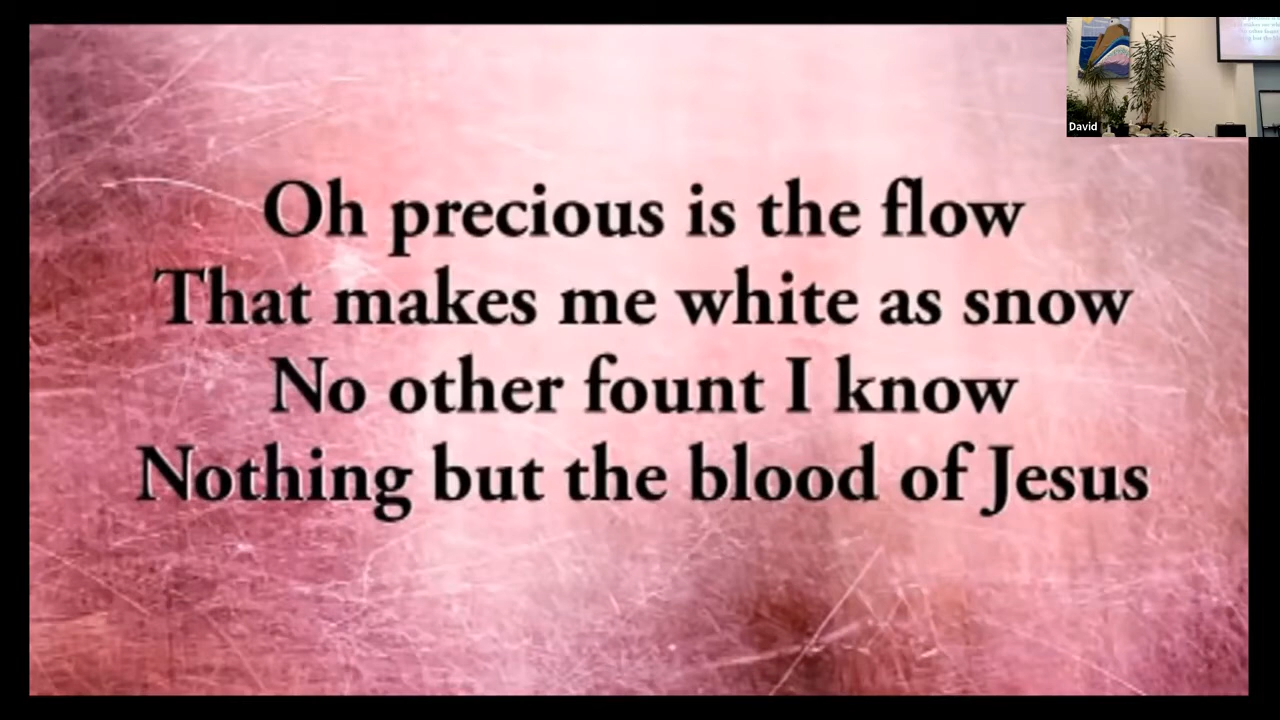 Oh precious is the flow
That makes me white as snow
No other fount I know
Nothing but the blood of Jesus
David